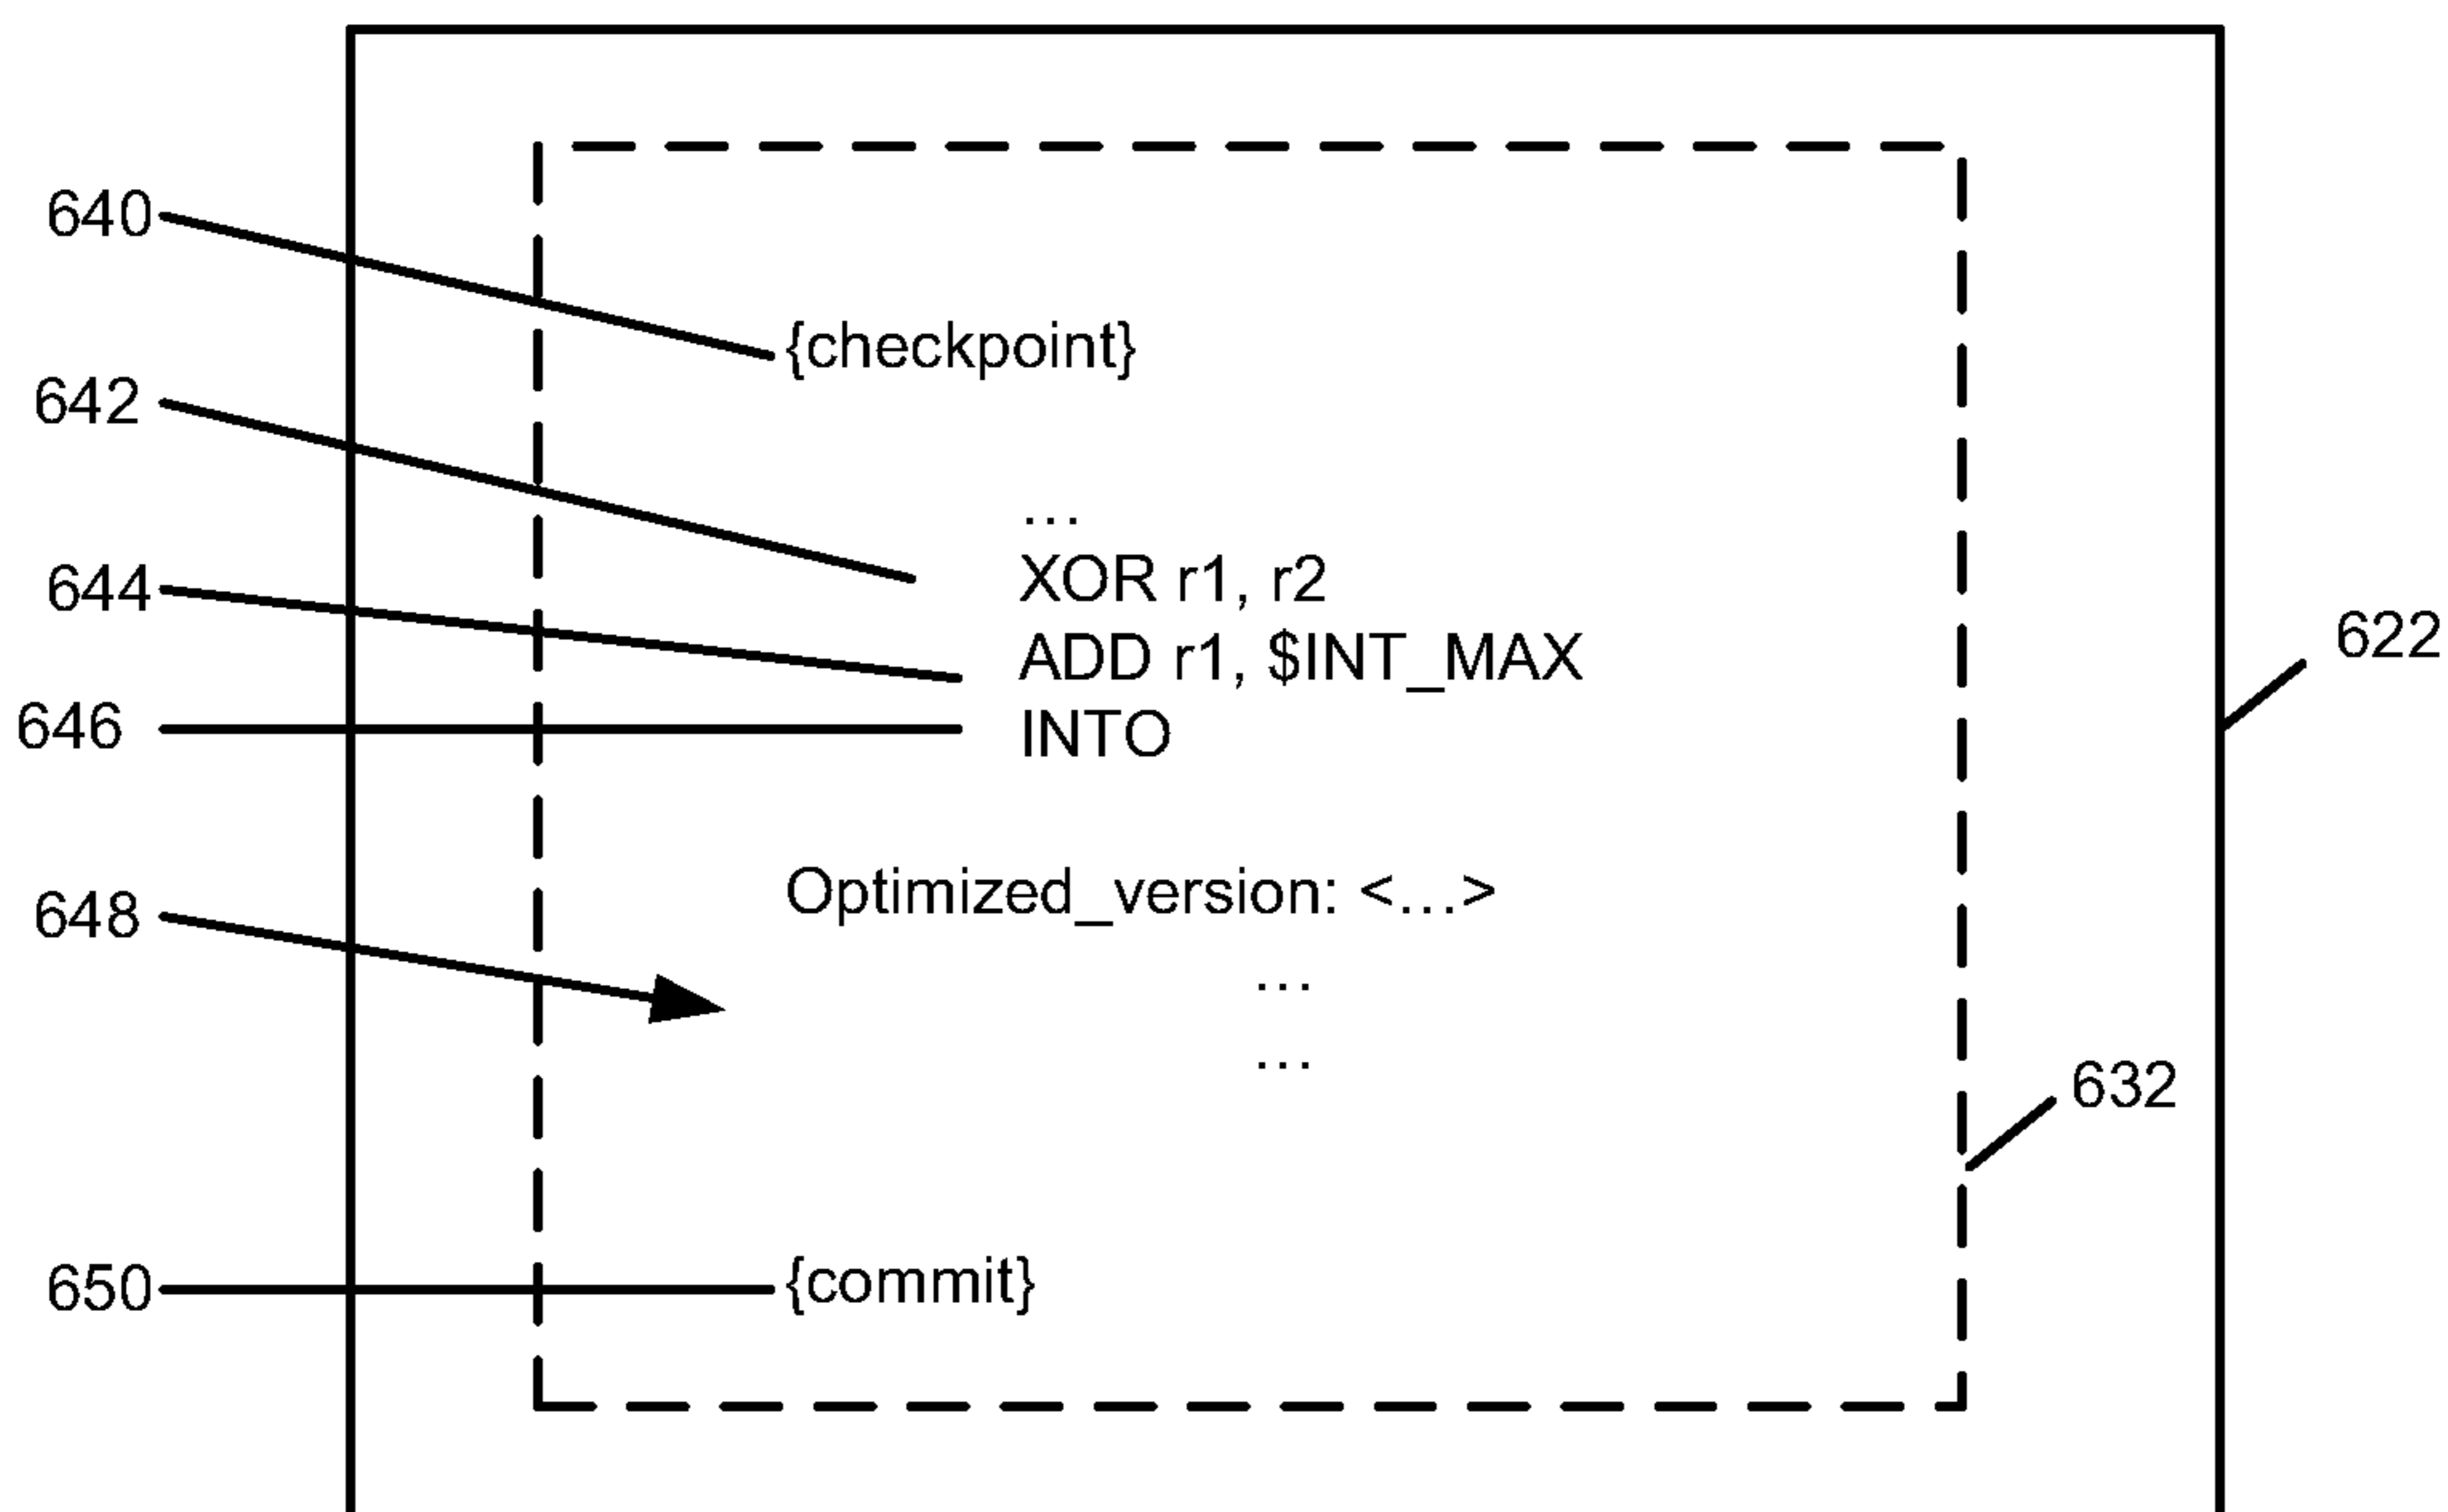 640
{checkpoint}
642
...
XOR r1, r2
644
ADD r1, $INT_MAX
622
646
INTO
648
Optimized_version: <...>
...
...
632
650
{commit}